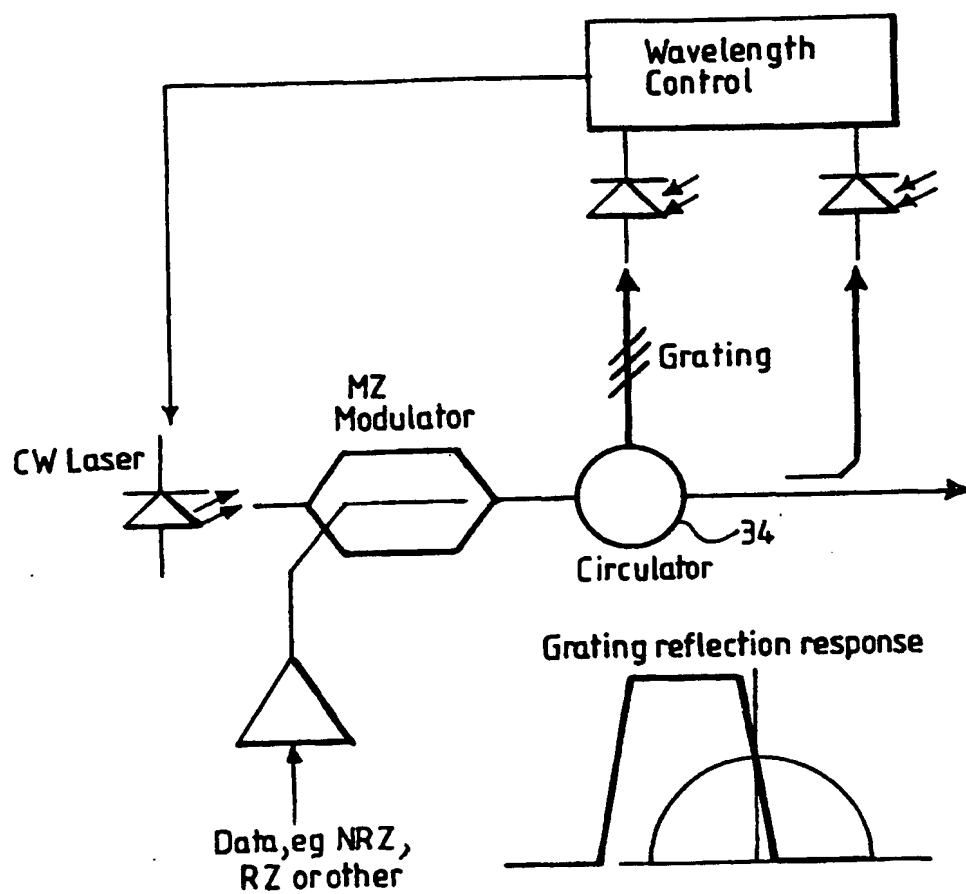 Wavelength
Control
Grating
MZ
Modulator
CW Laser
34
Circulator
Grating reflection response
Data,eg NRZ,
RZ or other